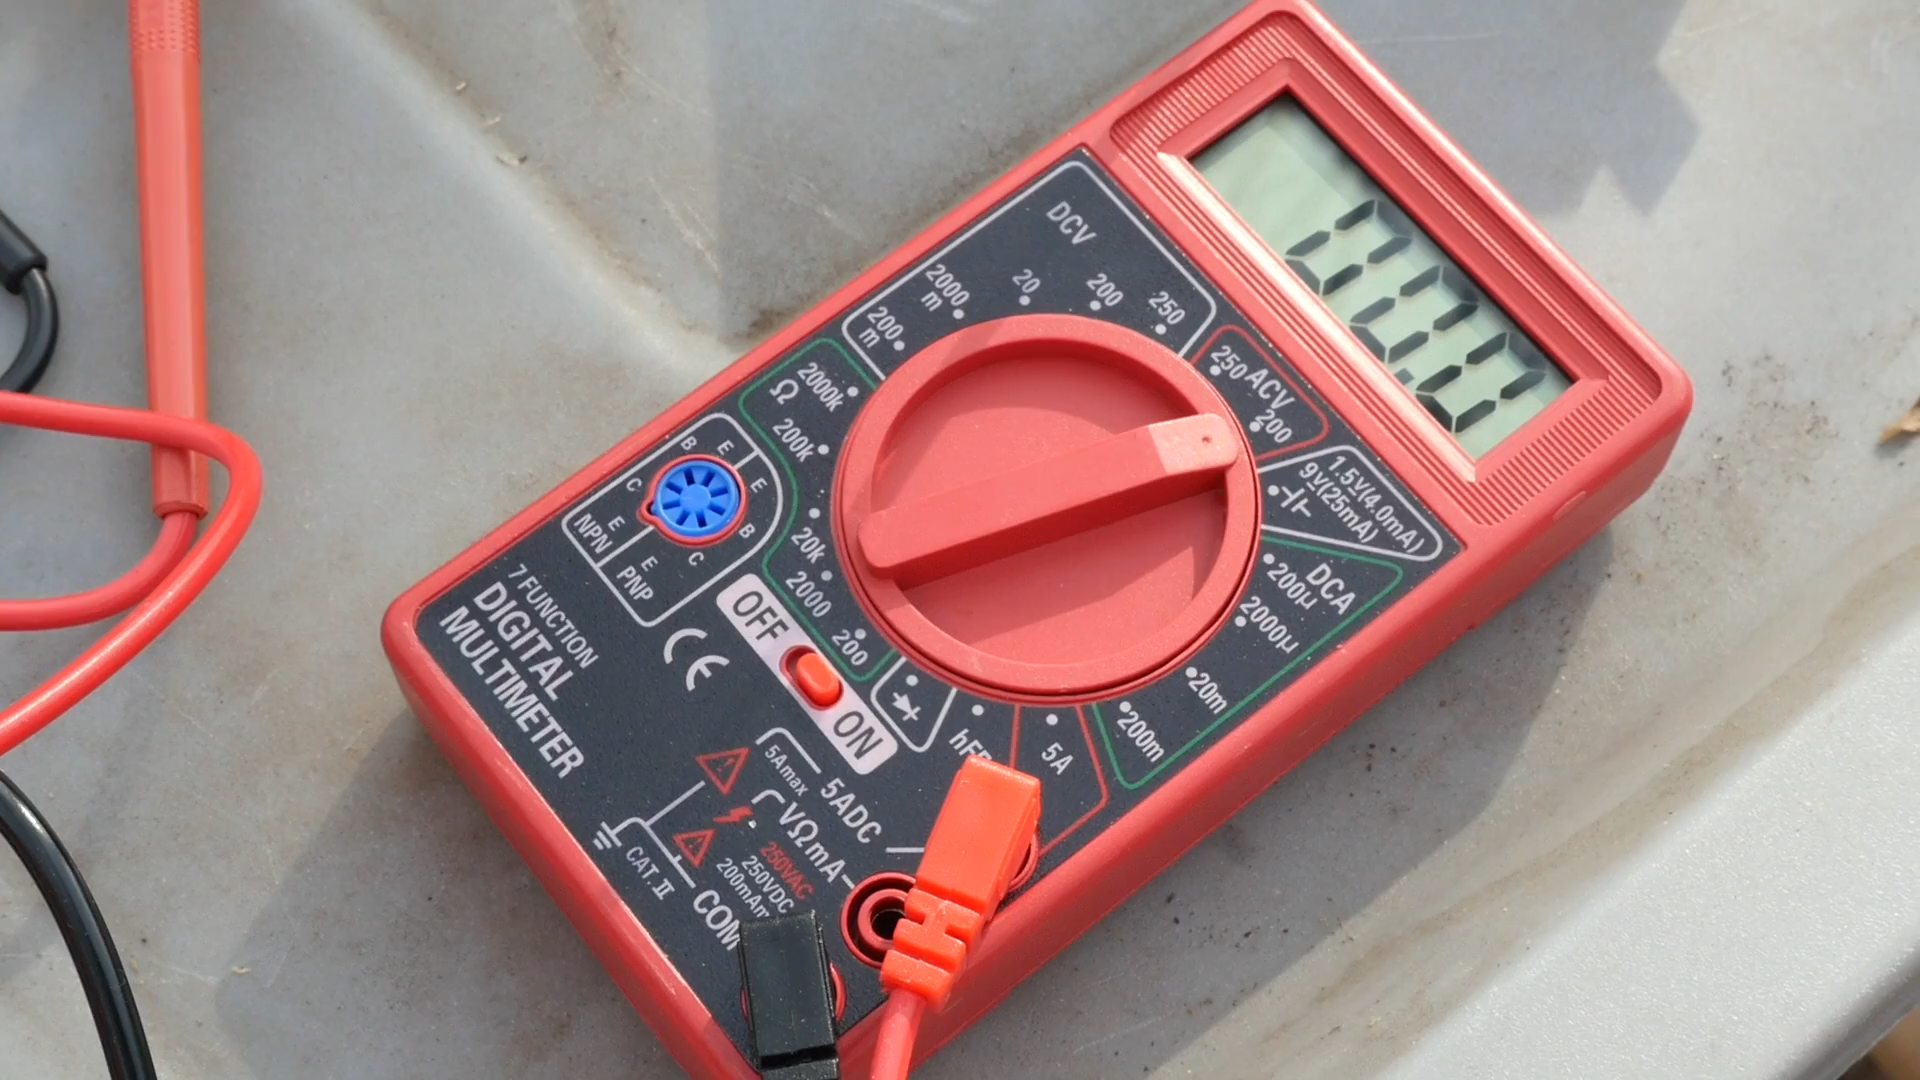 00.0
DCV
200
m
2000
m
20
200
250
250 ACV
200
1.5V(4.0mA)
9V(25mA)
DCA
200µ
2000µ
20m
200m
5A
Ω
2000k
200k
20k
2000
200
B E
C E
E B
E C
NPN
PNP
OFF
ON
7 FUNCTION
DIGITAL
MULTIMETER
CE
5Amax
5ADC
VΩmA
250VAC
250VDC
CAT. II
COM